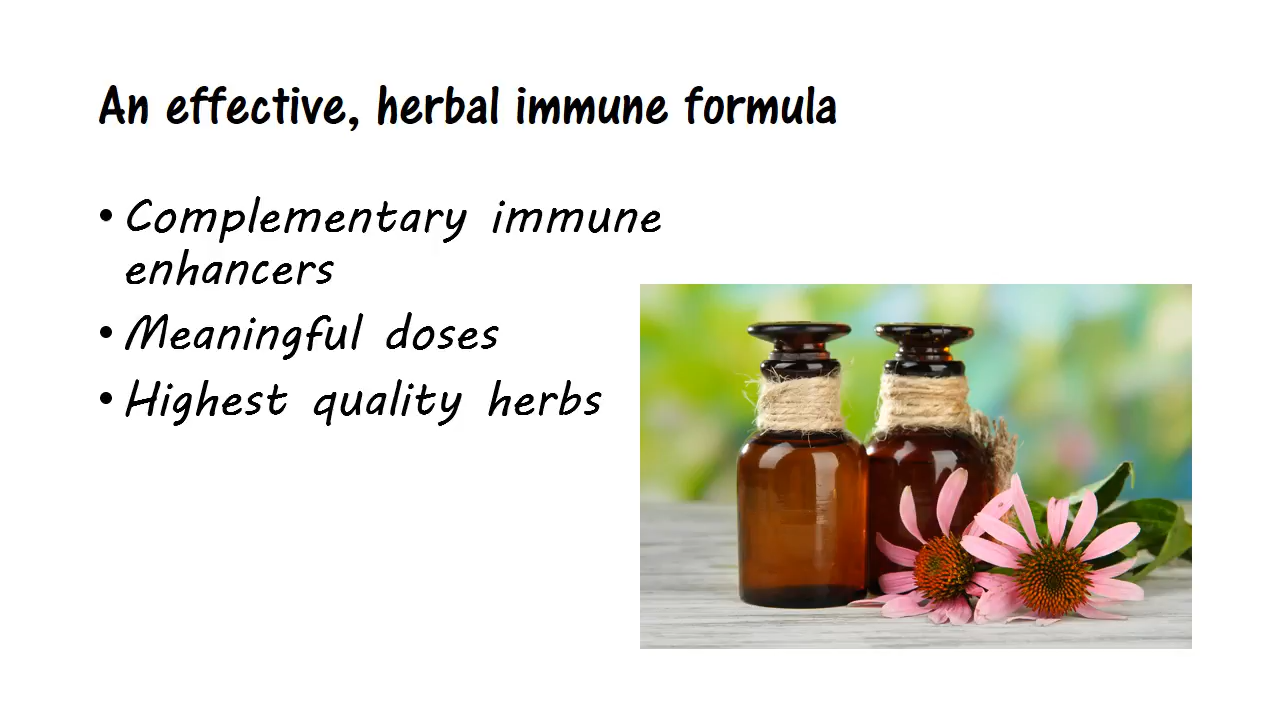 An effective, herbal immune formula
• Complementary immune
enhancers
• Meaningful doses
• Highest quality herbs